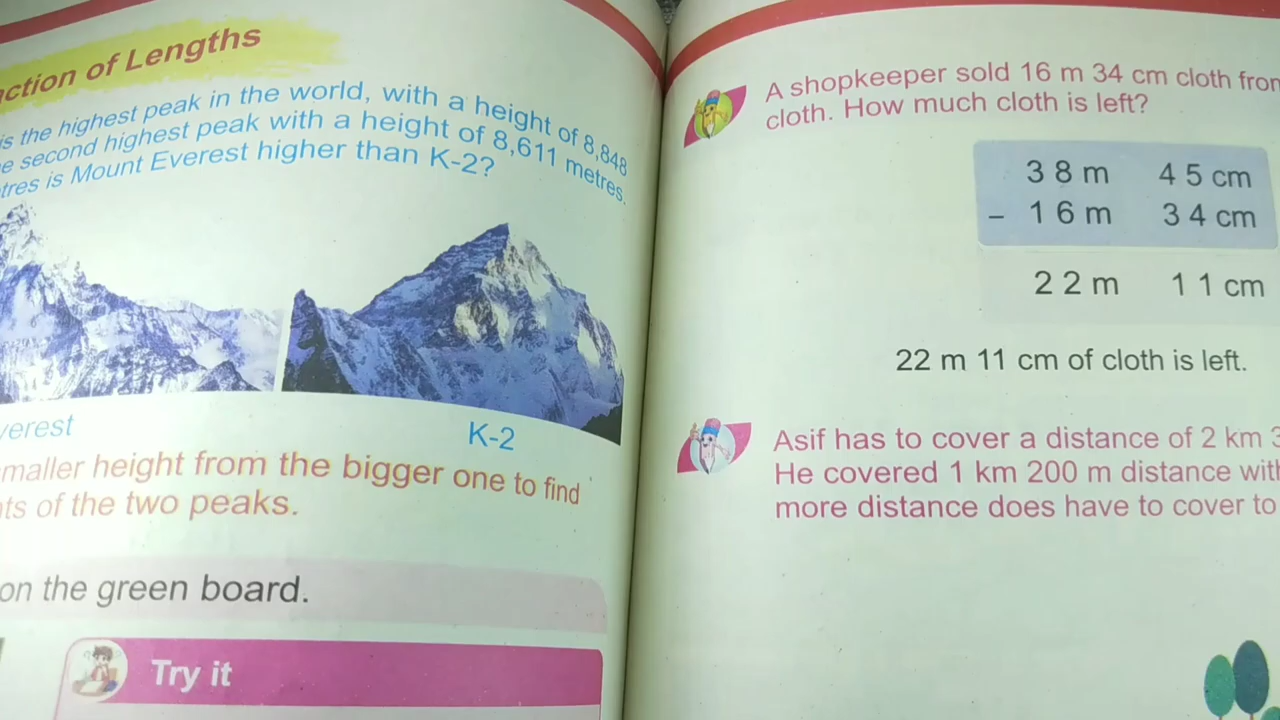 ction of Lengths
is the highest peak in the world, with a height of 8,848
e second highest peak with a height of 8,611 metres.
tres is Mount Everest higher than K-2?
verest
K-2
maller height from the bigger one to find
ts of the two peaks.
on the green board.
Try it
A shopkeeper sold 16 m 34 cm cloth from
cloth. How much cloth is left?
38 m 45 cm
– 16 m 34 cm
22 m 11 cm
22 m 11 cm of cloth is left.
Asif has to cover a distance of 2 km 3
He covered 1 km 200 m distance with
more distance does have to cover to